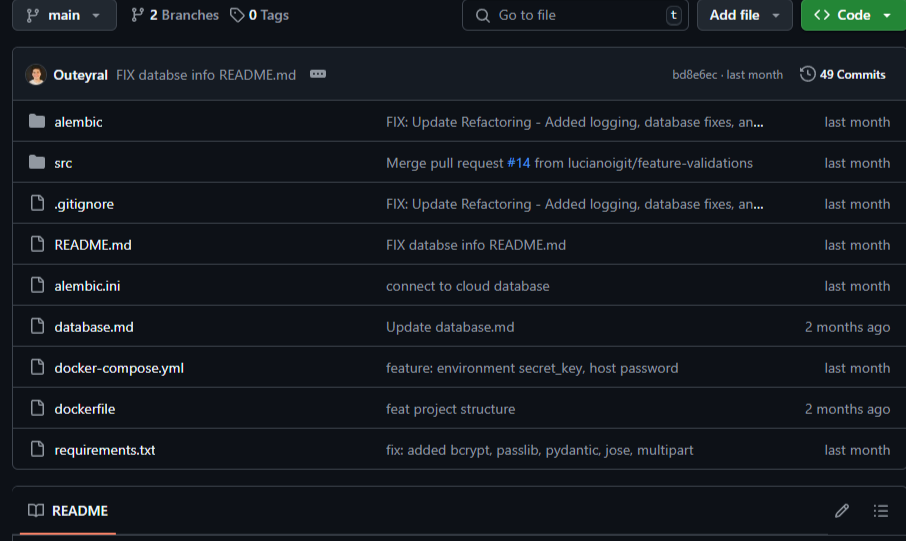 main 2 Branches 0 Tags Go to file t Add file <> Code
Outeyral FIX databse info README.md bd8e6ec · last month 49 Commits
alembic FIX: Update Refactoring - Added logging, database fixes, an... last month
src Merge pull request #14 from lucianoigit/feature-validations last month
.gitignore FIX: Update Refactoring - Added logging, database fixes, an... last month
README.md FIX databse info README.md last month
alembic.ini connect to cloud database last month
database.md Update database.md 2 months ago
docker-compose.yml feature: environment secret_key, host password last month
dockerfile feat project structure 2 months ago
requirements.txt fix: added bcrypt, passlib, pydantic, jose, multipart last month
README